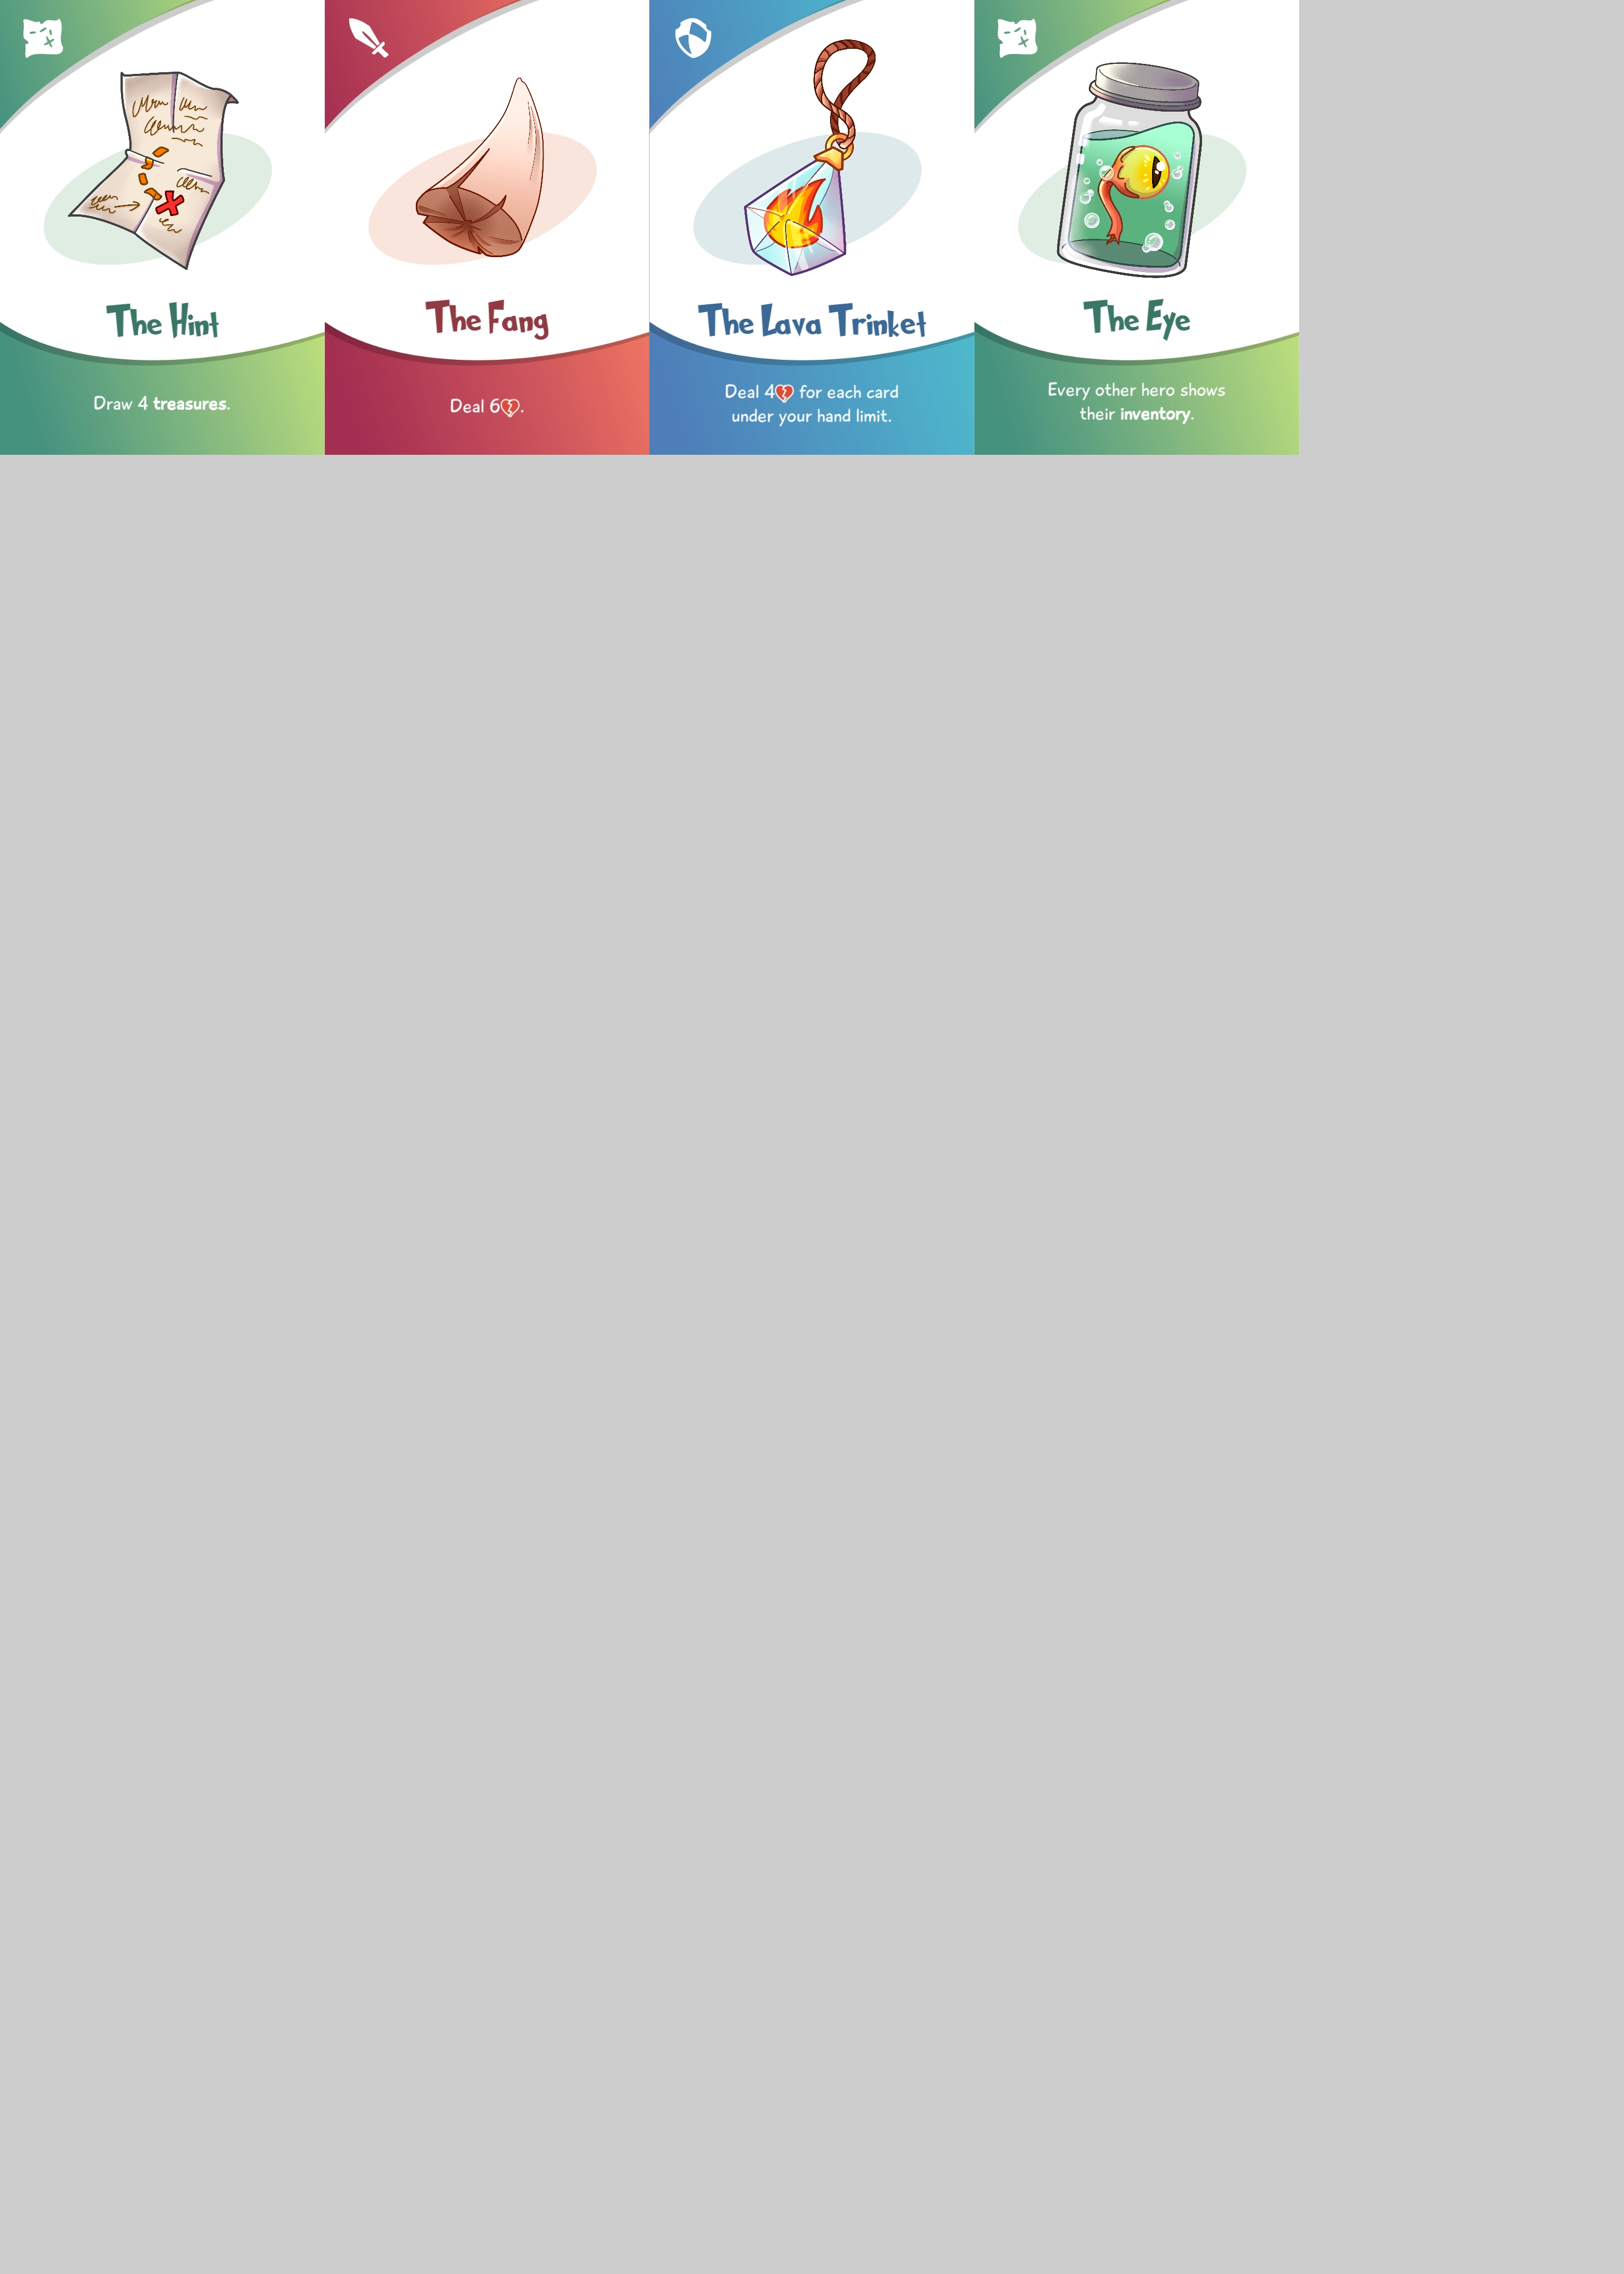 The Hint
Draw 4 treasures.
The Fang
Deal 6💔.
The Lava Trinket
Deal 4💔 for each card
under your hand limit.
The Eye
Every other hero shows
their inventory.